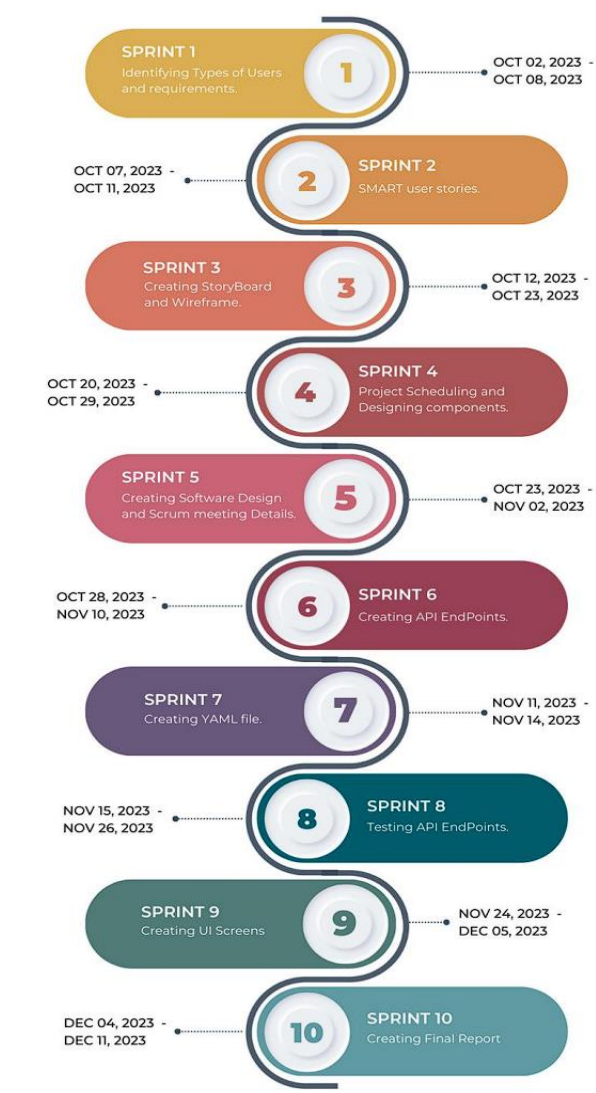 SPRINT 1
Identifying Types of Users
and requirements.
1
OCT 02, 2023 -
OCT 08, 2023
OCT 07, 2023 -
OCT 11, 2023
2
SPRINT 2
SMART user stories.
SPRINT 3
Creating StoryBoard
and Wireframe.
3
OCT 12, 2023 -
OCT 23, 2023
OCT 20, 2023 -
OCT 29, 2023
4
SPRINT 4
Project Scheduling and
Designing components.
SPRINT 5
Creating Software Design
and Scrum meeting Details.
5
OCT 23, 2023 -
NOV 02, 2023
OCT 28, 2023 -
NOV 10, 2023
6
SPRINT 6
Creating API EndPoints.
SPRINT 7
Creating YAML file.
7
NOV 11, 2023 -
NOV 14, 2023
NOV 15, 2023 -
NOV 26, 2023
8
SPRINT 8
Testing API EndPoints.
SPRINT 9
Creating UI Screens
9
NOV 24, 2023 -
DEC 05, 2023
DEC 04, 2023 -
DEC 11, 2023
10
SPRINT 10
Creating Final Report